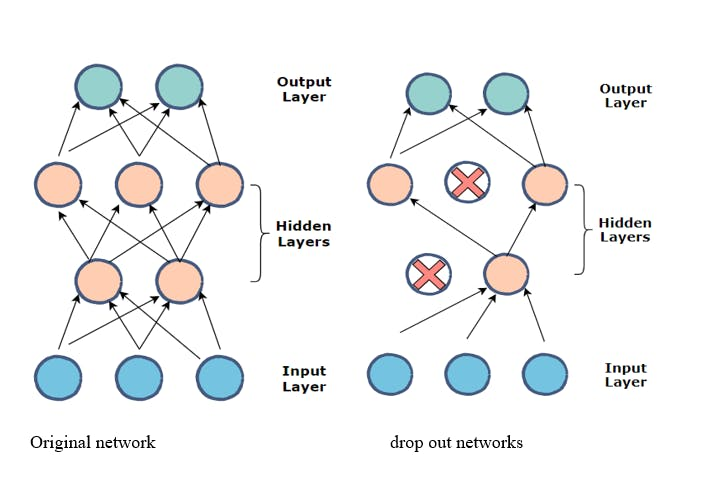 Output
Layer
Hidden
Layers
Input
Layer
Original network
Output
Layer
Hidden
Layers
Input
Layer
drop out networks